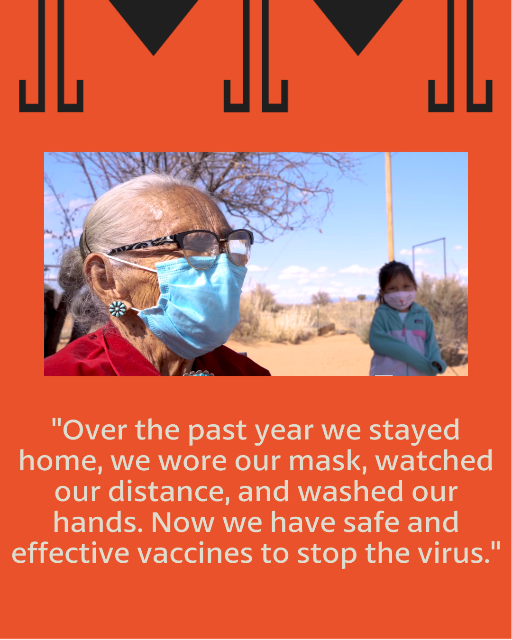 "Over the past year we stayed
home, we wore our mask, watched
our distance, and washed our
hands. Now we have safe and
effective vaccines to stop the virus."